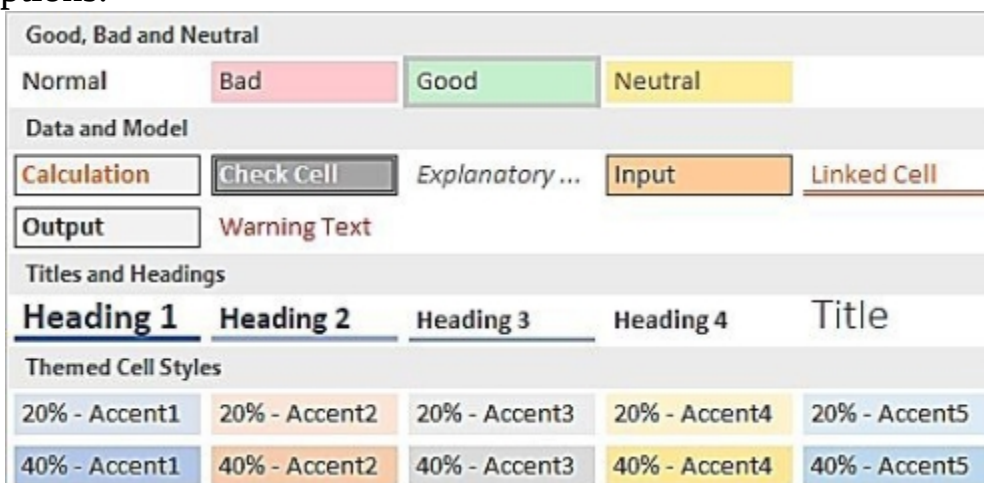 ptions.
Good, Bad and Neutral
Normal Bad Good Neutral
Data and Model
Calculation Check Cell Explanatory ... Input Linked Cell
Output Warning Text
Titles and Headings
Heading 1 Heading 2 Heading 3 Heading 4 Title
Themed Cell Styles
20% - Accent1 20% - Accent2 20% - Accent3 20% - Accent4 20% - Accent5
40% - Accent1 40% - Accent2 40% - Accent3 40% - Accent4 40% - Accent5